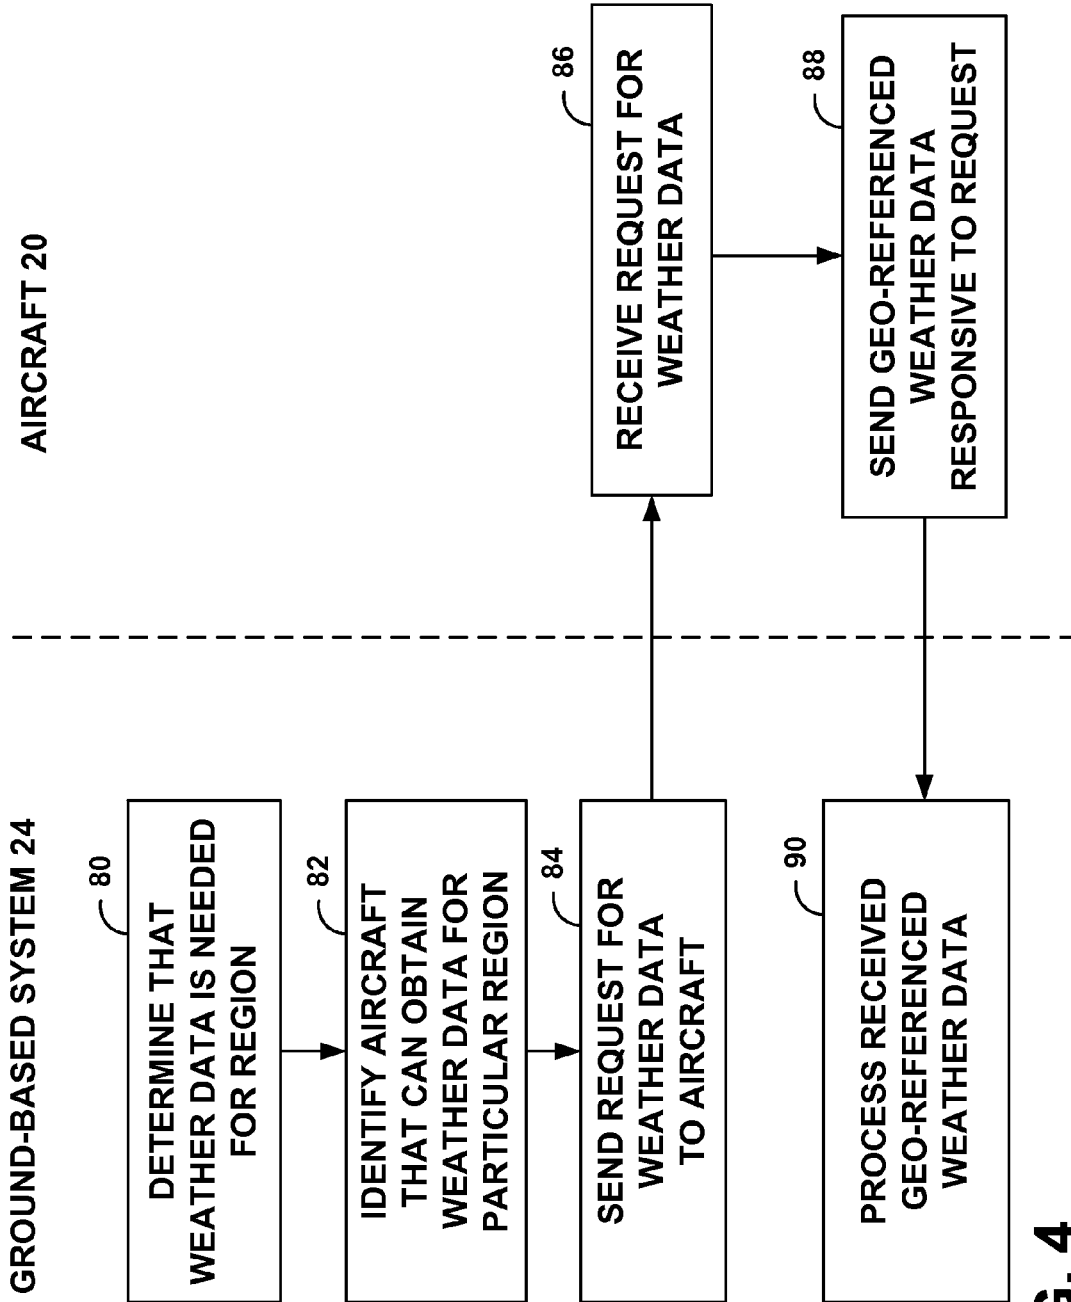 GROUND-BASED SYSTEM 24
AIRCRAFT 20
80
DETERMINE THAT
WEATHER DATA IS NEEDED
FOR REGION
82
IDENTIFY AIRCRAFT
THAT CAN OBTAIN
WEATHER DATA FOR
PARTICULAR REGION
84
SEND REQUEST FOR
WEATHER DATA
TO AIRCRAFT
86
RECEIVE REQUEST FOR
WEATHER DATA
88
SEND GEO-REFERENCED
WEATHER DATA
RESPONSIVE TO REQUEST
90
PROCESS RECEIVED
GEO-REFERENCED
WEATHER DATA
G. 4